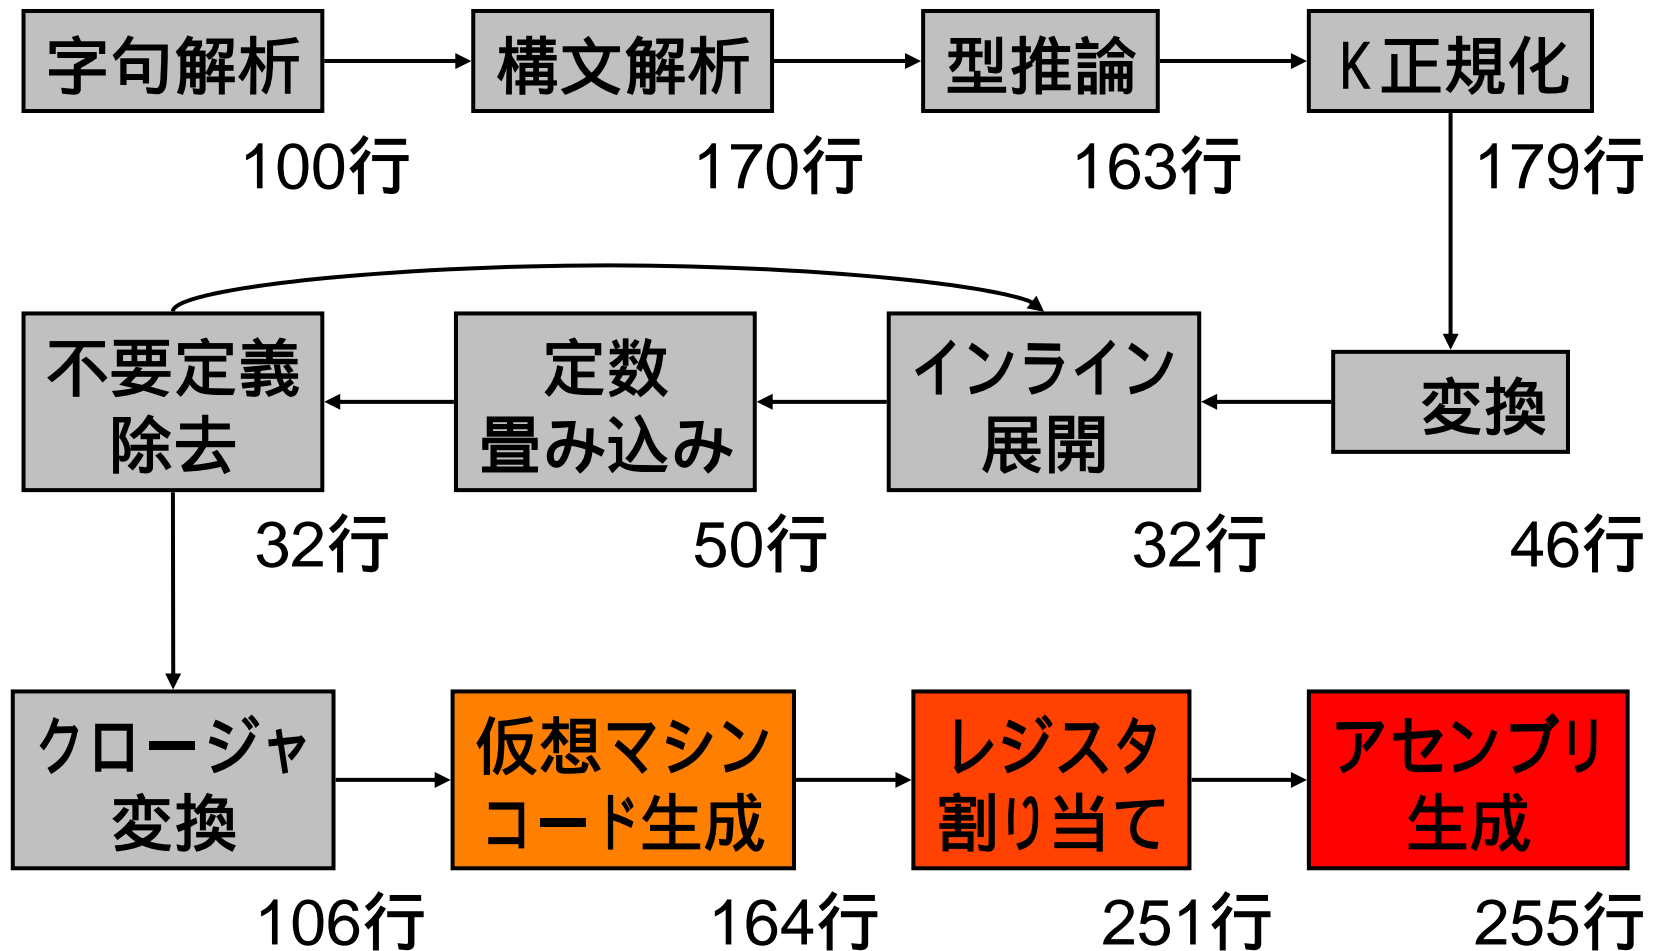 字句解析
構文解析
型推論
K正規化
100行
170行
163行
179行
不要定義
除去
定数
畳み込み
インライン
展開
変換
32行
50行
32行
46行
クロージャ
変換
仮想マシン
コード生成
レジスタ
割り当て
アセンブリ
生成
106行
164行
251行
255行